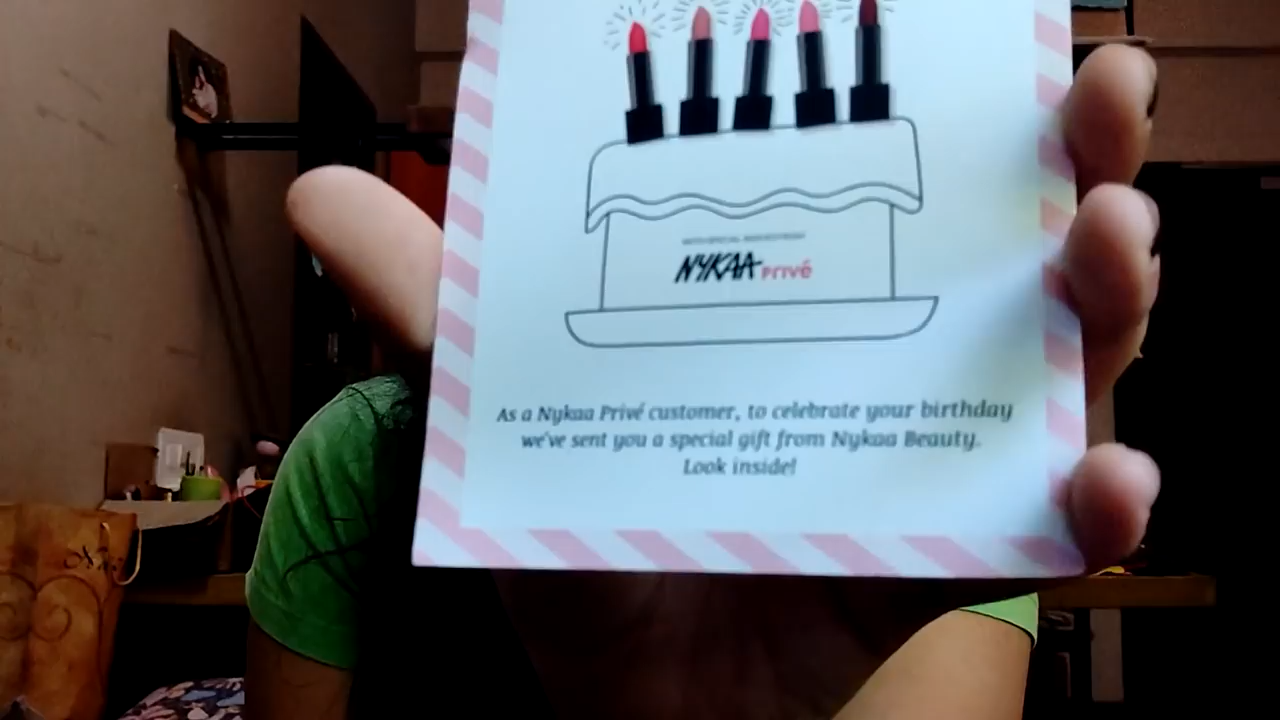 NYKAA PRIVÉ
As a Nykaa Privé customer, to celebrate your birthday
we've sent you a special gift from Nykaa Beauty.
Look inside!